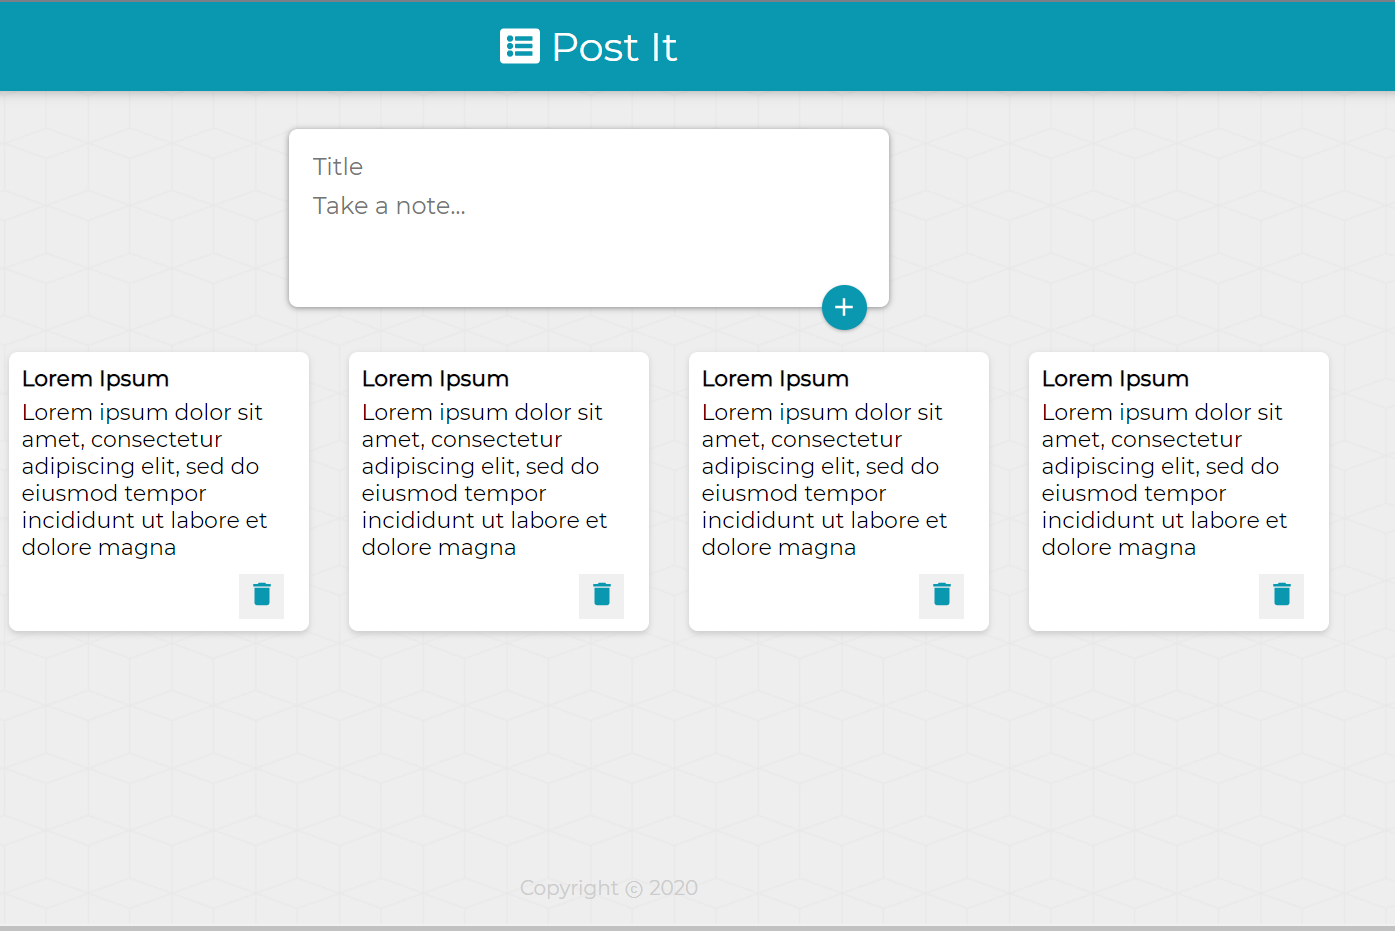 Post It
Title
Take a note...
Lorem Ipsum
Lorem ipsum dolor sit
amet, consectetur
adipiscing elit, sed do
eiusmod tempor
incididunt ut labore et
dolore magna
Lorem Ipsum
Lorem ipsum dolor sit
amet, consectetur
adipiscing elit, sed do
eiusmod tempor
incididunt ut labore et
dolore magna
Lorem Ipsum
Lorem ipsum dolor sit
amet, consectetur
adipiscing elit, sed do
eiusmod tempor
incididunt ut labore et
dolore magna
Lorem Ipsum
Lorem ipsum dolor sit
amet, consectetur
adipiscing elit, sed do
eiusmod tempor
incididunt ut labore et
dolore magna
Copyright © 2020